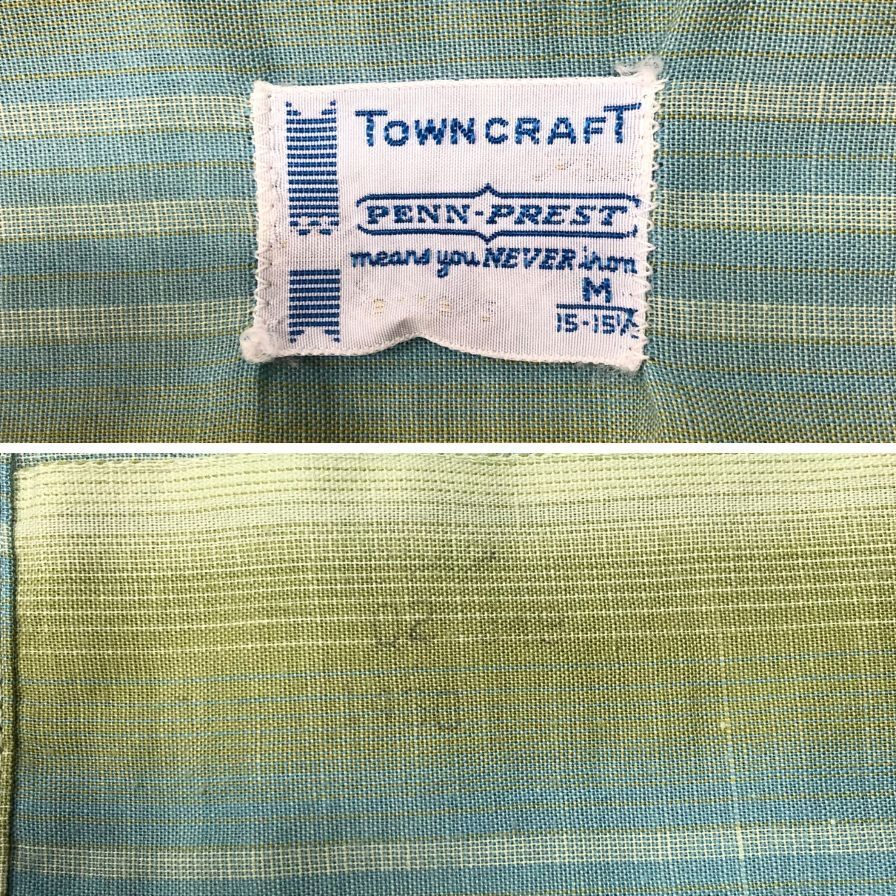 TOWNCRAFT
PENN-PREST
means you NEVER iron
M
15-15½